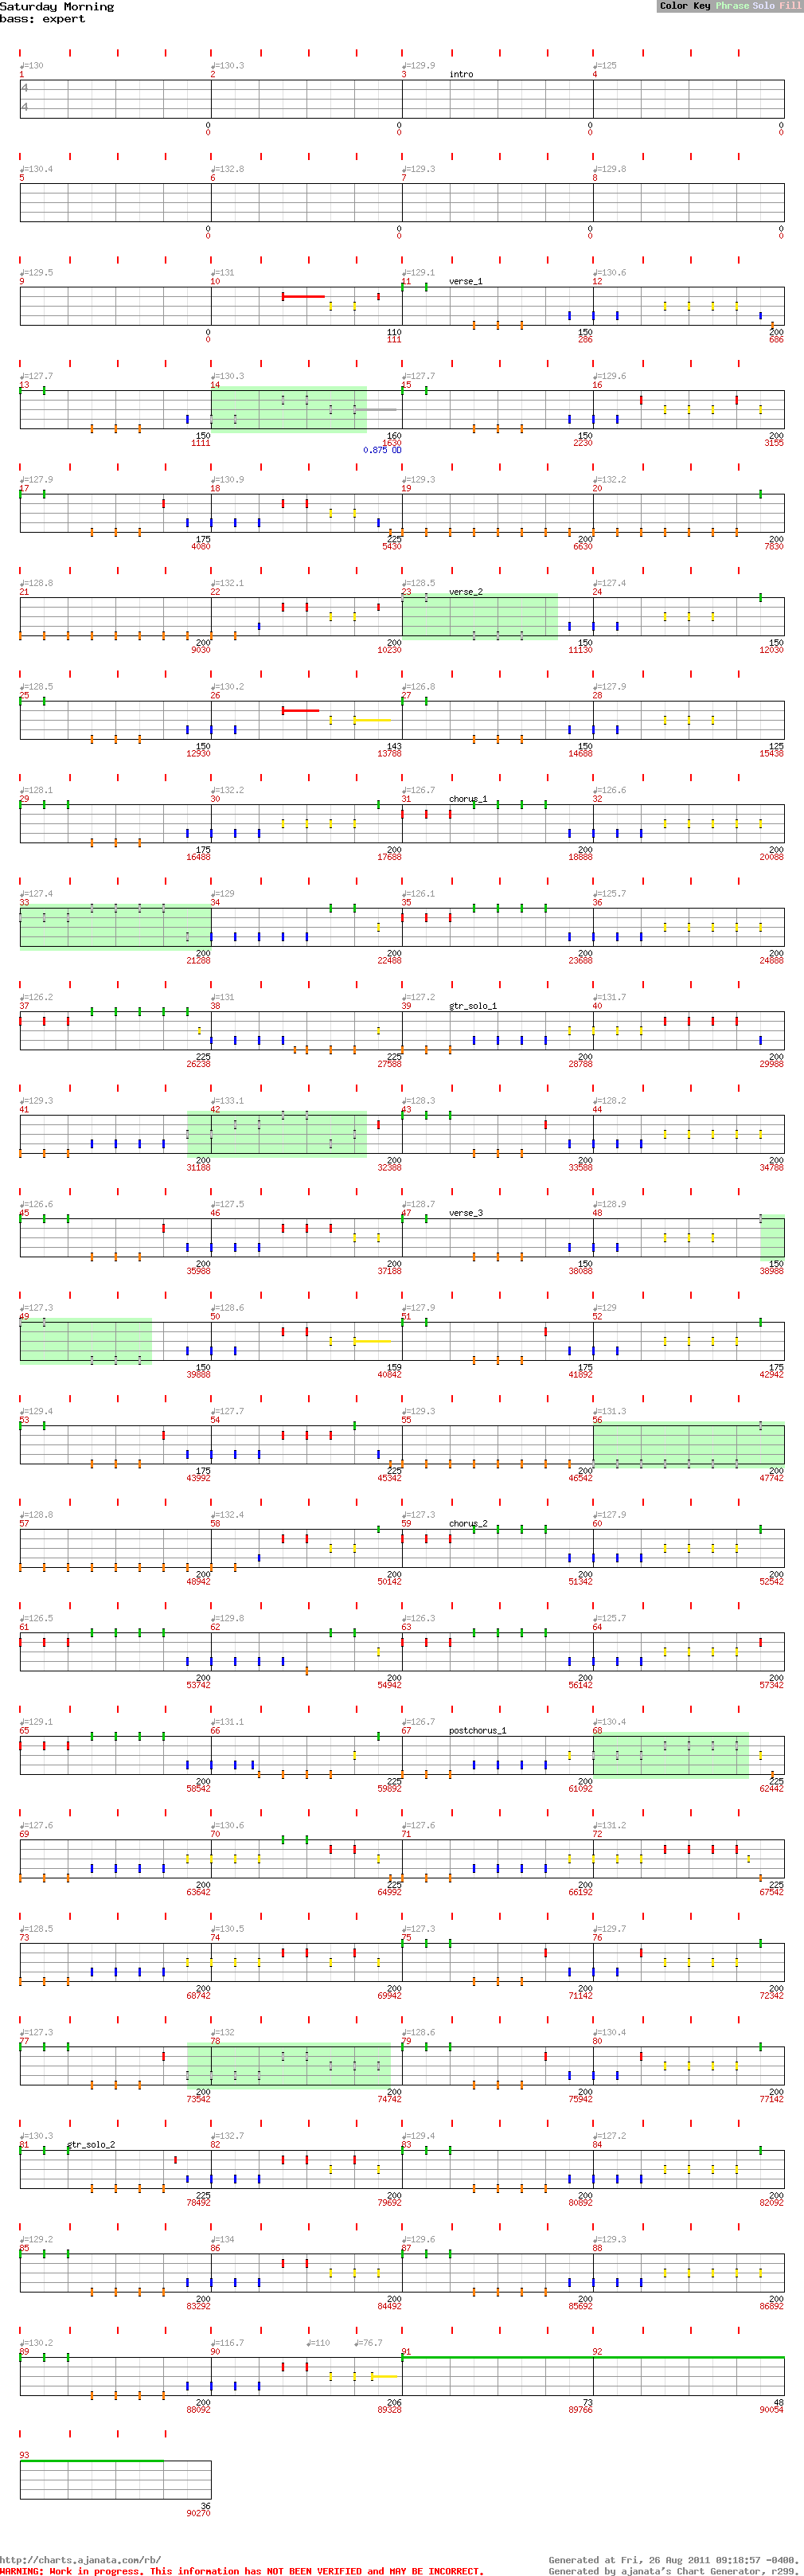 Saturday Morning
bass: expert
Color Key Phrase Solo Fill
♩=130 ♩=130.3 ♩=129.9 ♩=125
1 2 3 intro 4
4
4
0 0 0 0
0 0 0 0
♩=130.4 ♩=132.8 ♩=129.3 ♩=129.8
5 6 7 8
0 0 0 0
0 0 0 0
♩=129.5 ♩=131 ♩=129.1 ♩=130.6
9 10 11 verse_1 12
0 110 150 200
0 111 286 686
♩=127.7 ♩=130.3 ♩=127.7 ♩=129.6
13 14 15 16
150 160 150 200
1111 1630 2230 3155
0.875 OD
♩=127.9 ♩=130.9 ♩=129.3 ♩=132.2
17 18 19 20
175 225 200 200
4080 5430 6630 7830
♩=128.8 ♩=132.1 ♩=128.5 ♩=127.4
21 22 23 verse_2 24
200 200 150 150
9030 10230 11130 12030
♩=128.5 ♩=130.2 ♩=126.8 ♩=127.9
25 26 27 28
150 143 150 125
12930 13788 14688 15438
♩=128.1 ♩=132.2 ♩=126.7 ♩=126.6
29 30 31 chorus_1 32
175 200 200 200
16488 17688 18888 20088
♩=127.4 ♩=129 ♩=126.1 ♩=125.7
33 34 35 36
200 200 200 200
21288 22488 23688 24888
♩=126.2 ♩=131 ♩=127.2 ♩=131.7
37 38 39 gtr_solo_1 40
225 225 200 200
26238 27588 28788 29988
♩=129.3 ♩=133.1 ♩=128.3 ♩=128.2
41 42 43 44
200 200 200 200
31188 32388 33588 34788
♩=126.6 ♩=127.5 ♩=128.7 ♩=128.9
45 46 47 verse_3 48
200 200 150 150
35988 37188 38088 38988
♩=127.3 ♩=128.6 ♩=127.9 ♩=129
49 50 51 52
150 159 175 175
39888 40842 41892 42942
♩=129.4 ♩=127.7 ♩=129.3 ♩=131.3
53 54 55 56
175 225 200 200
43992 45342 46542 47742
♩=128.8 ♩=132.4 ♩=127.3 ♩=127.9
57 58 59 chorus_2 60
200 200 200 200
48942 50142 51342 52542
♩=126.5 ♩=129.8 ♩=126.3 ♩=125.7
61 62 63 64
200 200 200 200
53742 54942 56142 57342
♩=129.1 ♩=131.1 ♩=126.7 ♩=130.4
65 66 67 postchorus_1 68
200 225 200 225
58542 59892 61092 62442
♩=127.6 ♩=130.6 ♩=127.6 ♩=131.2
69 70 71 72
200 225 200 225
63642 64992 66192 67542
♩=128.5 ♩=130.5 ♩=127.3 ♩=129.7
73 74 75 76
200 200 200 200
68742 69942 71142 72342
♩=127.3 ♩=132 ♩=128.6 ♩=130.4
77 78 79 80
200 200 200 200
73542 74742 75942 77142
♩=130.3 ♩=132.7 ♩=129.4 ♩=127.2
81 gtr_solo_2 82 83 84
225 200 200 200
78492 79692 80892 82092
♩=129.2 ♩=134 ♩=129.6 ♩=129.3
85 86 87 88
200 200 200 200
83292 84492 85692 86892
♩=130.2 ♩=116.7 ♩=110 ♩=76.7
89 90 91 92
200 206 73 48
88092 89328 89766 90054
93
36
90270
http://charts.ajanata.com/rb/ Generated at Fri, 26 Aug 2011 09:18:57 -0400.
WARNING: Work in progress. This information has NOT BEEN VERIFIED and MAY BE INCORRECT. Generated by ajanata's Chart Generator, r299.